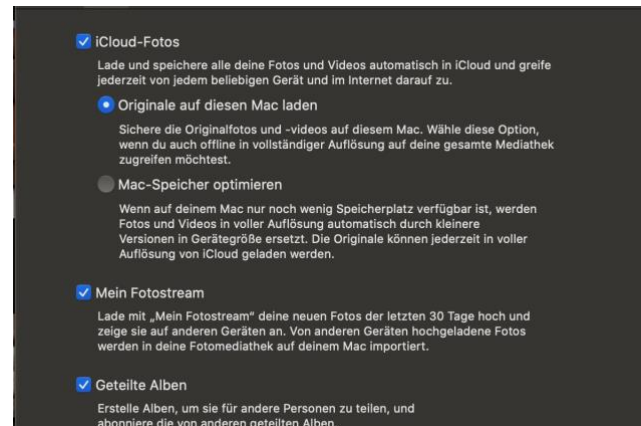 iCloud-Fotos
Lade und speichere alle deine Fotos und Videos automatisch in iCloud und greife
jederzeit von jedem beliebigen Gerät und im Internet darauf zu.
Originale auf diesen Mac laden
Sichere die Originalfotos und -videos auf diesem Mac. Wähle diese Option,
wenn du auch offline in vollständiger Auflösung auf deine gesamte Mediathek
zugreifen möchtest.
Mac-Speicher optimieren
Wenn auf deinem Mac nur noch wenig Speicherplatz verfügbar ist, werden
Fotos und Videos in voller Auflösung automatisch durch kleinere
Versionen in Gerätegröße ersetzt. Die Originale können jederzeit in voller
Auflösung von iCloud geladen werden.
Mein Fotostream
Lade mit „Mein Fotostream“ deine neuen Fotos der letzten 30 Tage hoch und
zeige sie auf anderen Geräten an. Von anderen Geräten hochgeladene Fotos
werden in deine Fotomediathek auf deinem Mac importiert.
Geteilte Alben
Erstelle Alben, um sie für andere Personen zu teilen, und
abonniere die von anderen geteilten Alben.